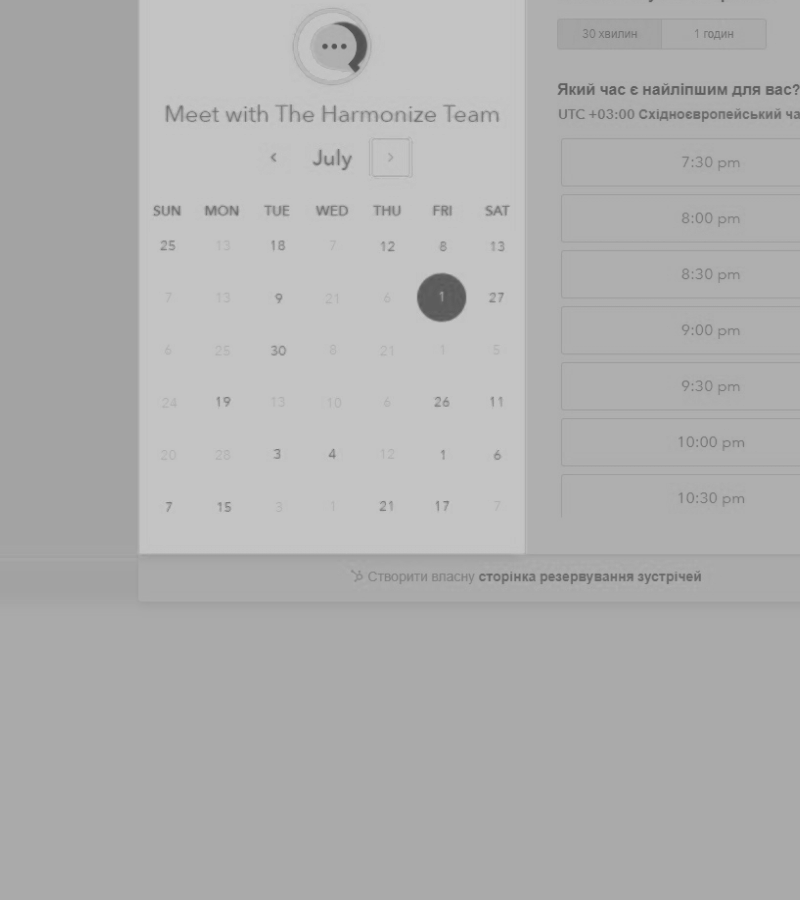 Meet with The Harmonize Team
July
SUN MON TUE WED THU FRI SAT
25 13 18 7 12 8 13
7 13 9 21 6 1 27
6 25 30 8 21 1 5
24 19 13 10 6 26 11
20 28 3 4 12 1 6
7 15 3 1 21 17 7
30 хвилин 1 годин
Який час є найліпшим для вас?
UTC +03:00 Східноєвропейський
7:30 pm
8:00 pm
8:30 pm
9:00 pm
9:30 pm
10:00 pm
10:30 pm
Створити власну сторінка резервування зустрічей